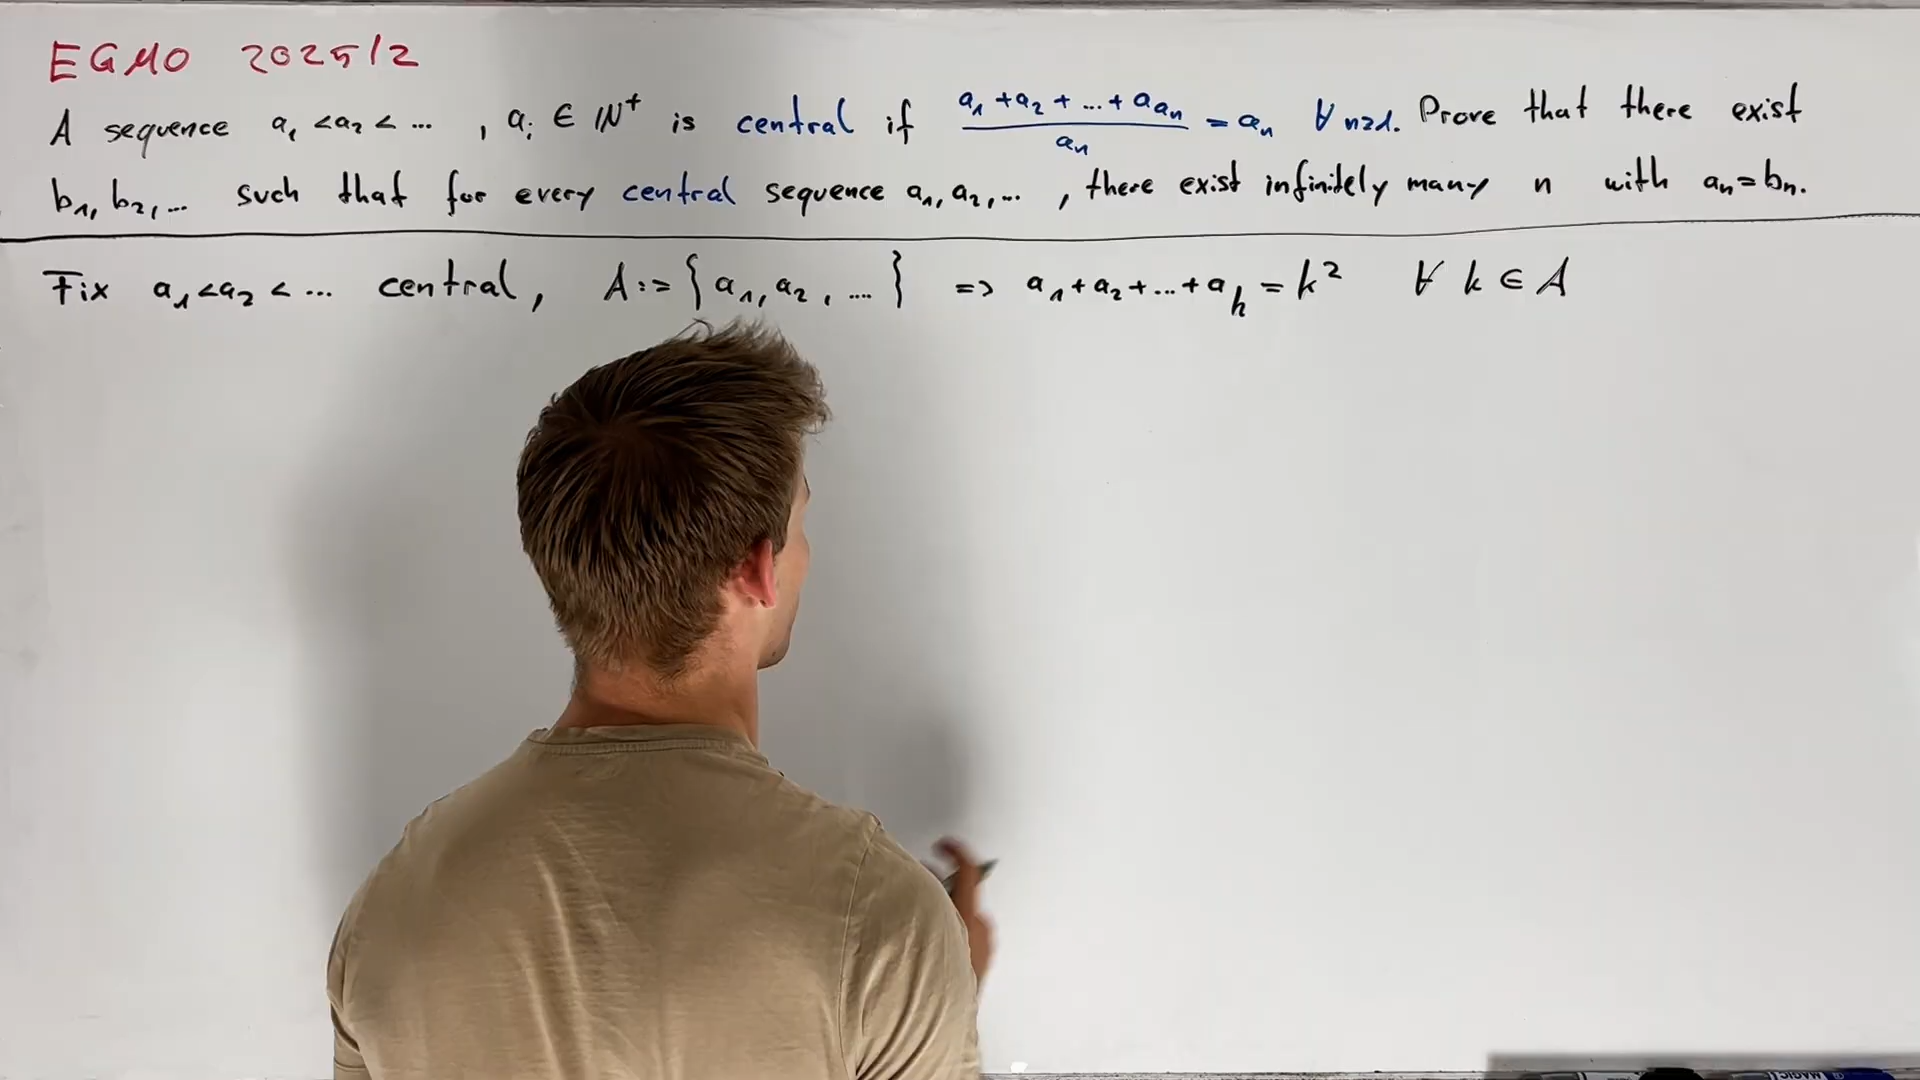 EGMO 2025/2
A sequence a₁ < a₂ < ... , aᵢ ∈ ℕ⁺ is central if (a₁ + a₂ + ... + a_{aₙ}) / aₙ = aₙ ∀ n≥1. Prove that there exist
b₁, b₂, ... such that for every central sequence a₁, a₂, ... , there exist infinitely many n with aₙ = bₙ.
Fix a₁ < a₂ < ... central, A := {a₁, a₂, ....} => a₁ + a₂ + ... + a_k = k² ∀ k ∈ A